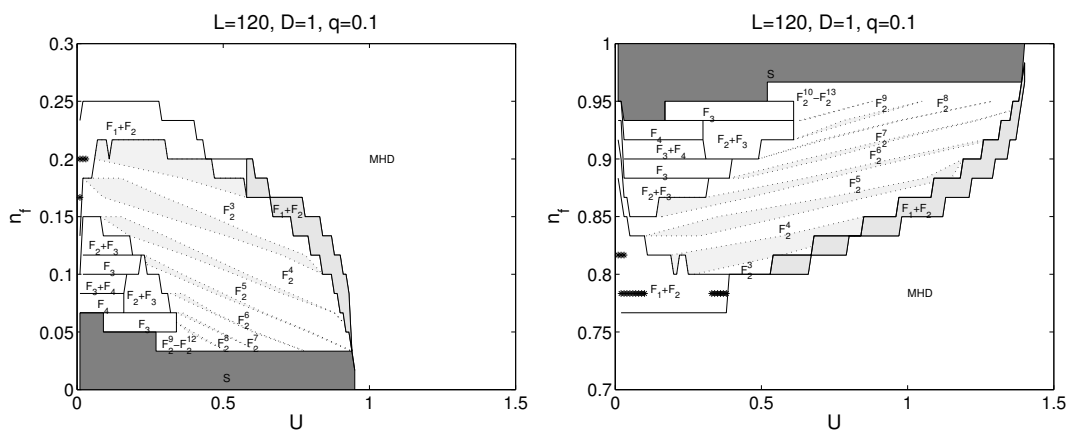 L=120, D=1, q=0.1
0.3
0.25
0.2
0.15
0.1
0.05
0
n_f
F_1+F_2
MHD
F_2^3
F_1+F_2
F_2+F_3
F_2^4
F_3
F_3+F_4
F_2+F_3
F_2^5
F_4
F_2^6
F_3
F_2^9−F_2^12
F_2^8
F_2^7
S
0
0.5
1
1.5
U
L=120, D=1, q=0.1
1
0.95
0.9
0.85
0.8
0.75
0.7
n_f
S
F_2^10−F_2^13
F_2^9
F_2^8
F_3
F_4
F_2+F_3
F_2^7
F_3+F_4
F_2^6
F_3
F_2+F_3
F_2^5
F_1+F_2
F_2^4
F_2^3
F_1+F_2
MHD
0
0.5
1
1.5
U